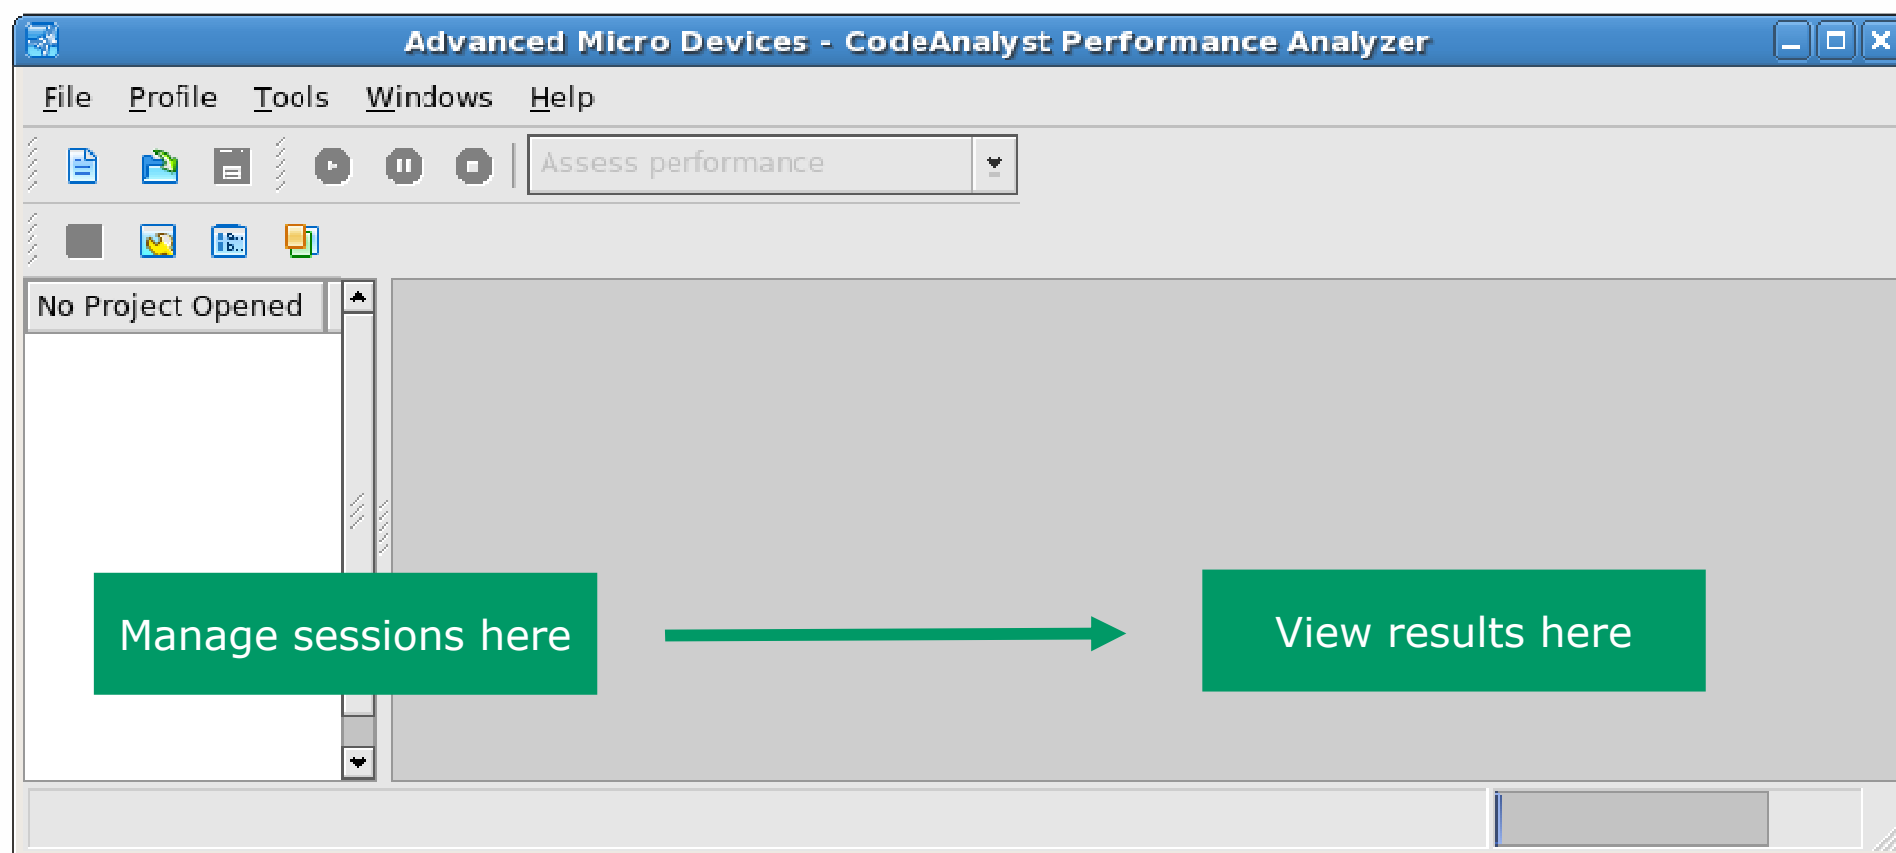 Advanced Micro Devices - CodeAnalyst Performance Analyzer
File Profile Tools Windows Help
Assess performance
No Project Opened
Manage sessions here
View results here